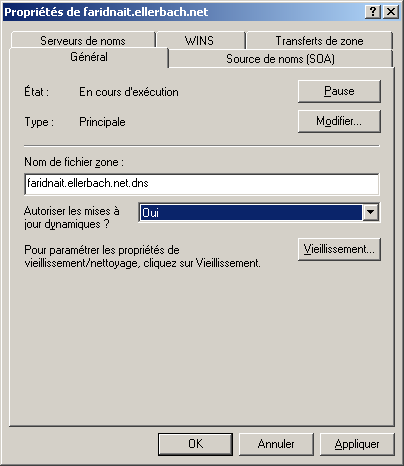 Propriétés de faridnait.ellerbach.net
Serveurs de noms WINS Transferts de zone
Général Source de noms (SOA)
État : En cours d'exécution Pause
Type : Principale Modifier...
Nom de fichier zone :
faridnait.ellerbach.net.dns
Autoriser les mises à Oui
jour dynamiques ?
Pour paramétrer les propriétés de Vieillissement...
vieillissement/nettoyage, cliquez sur Vieillissement.
OK Annuler Appliquer